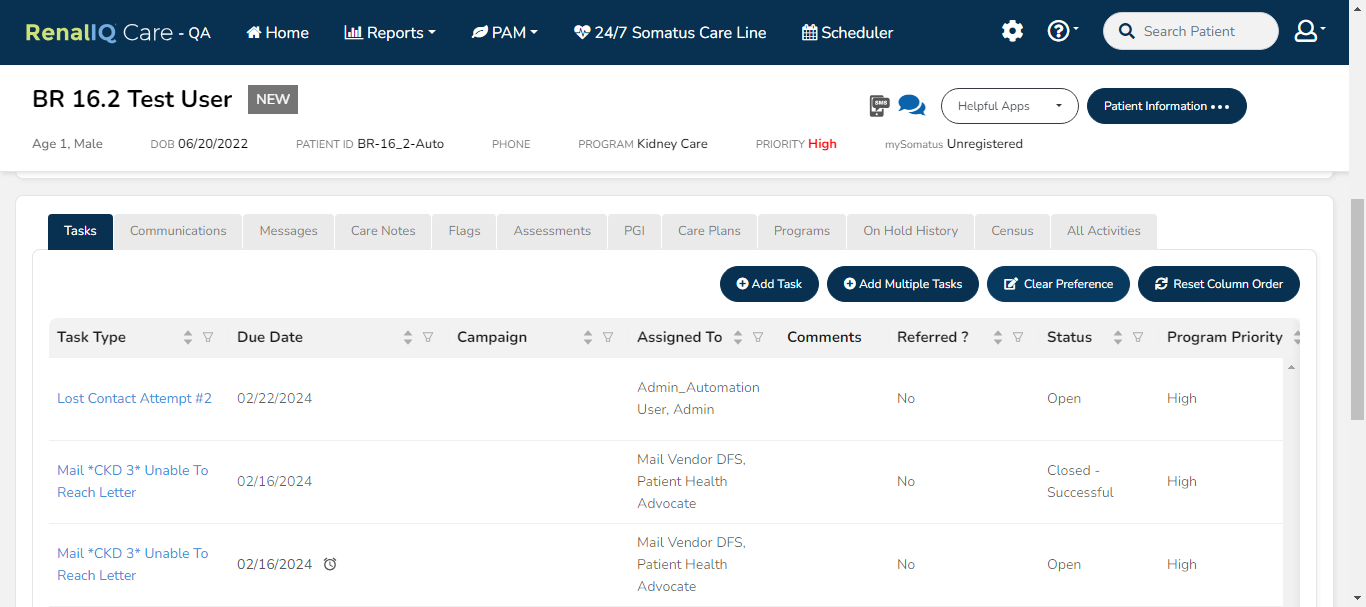 RenalIQ Care - QA Home Reports PAM 24/7 Somatus Care Line Scheduler Search Patient
BR 16.2 Test User NEW SMS Helpful Apps Patient Information
Age 1, Male DOB 06/20/2022 PATIENT ID BR-16_2-Auto PHONE PROGRAM Kidney Care PRIORITY High mySomatus Unregistered
Tasks Communications Messages Care Notes Flags Assessments PGI Care Plans Programs On Hold History Census All Activities
Add Task Add Multiple Tasks Clear Preference Reset Column Order
Task Type Due Date Campaign Assigned To Comments Referred ? Status Program Priority
Lost Contact Attempt #2 02/22/2024 Admin_Automation
User, Admin No Open High
Mail *CKD 3* Unable To
Reach Letter 02/16/2024 Mail Vendor DFS,
Patient Health
Advocate No Closed -
Successful High
Mail *CKD 3* Unable To
Reach Letter 02/16/2024 Mail Vendor DFS,
Patient Health
Advocate No Open High